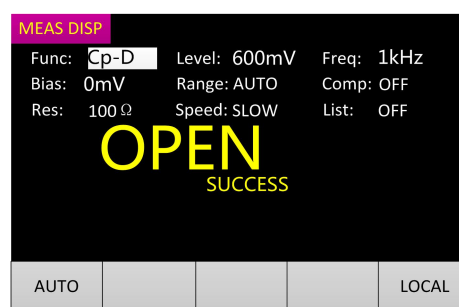 MEAS DISP
Func: Cp-D Level: 600mV Freq: 1kHz
Bias: 0mV Range: AUTO Comp: OFF
Res: 100 Ω Speed: SLOW List: OFF
OPEN
SUCCESS
AUTO LOCAL